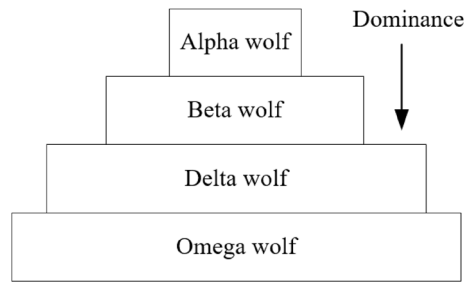 Alpha wolf
Dominance
Beta wolf
Delta wolf
Omega wolf